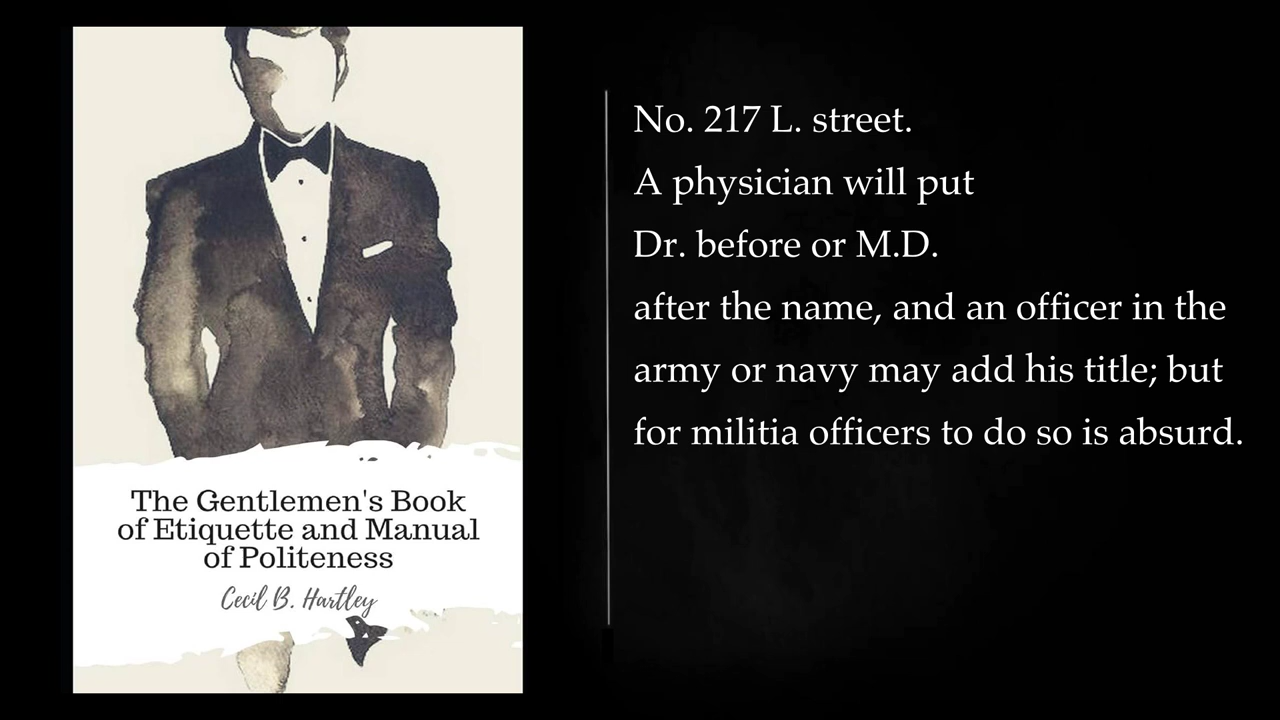 The Gentlemen's Book
of Etiquette and Manual
of Politeness
Cecil B. Hartley
No. 217 L. street.
A physician will put
Dr. before or M.D.
after the name, and an officer in the
army or navy may add his title; but
for militia officers to do so is absurd.